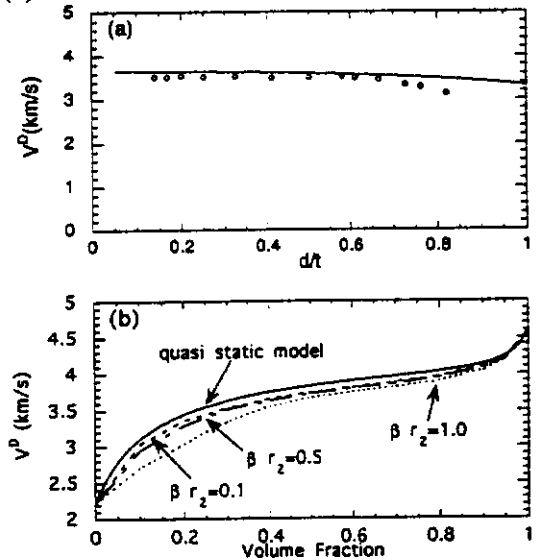 (a)
5
4
3
2
1
0
V^D(km/s)
0 0.2 0.4 0.6 0.8 1
d/t
(b)
5
4.5
4
3.5
3
2.5
2
V^D (km/s)
quasi static model
β r₂=1.0
β r₂=0.5
β r₂=0.1
0 0.2 0.4 0.6 0.8 1
Volume Fraction